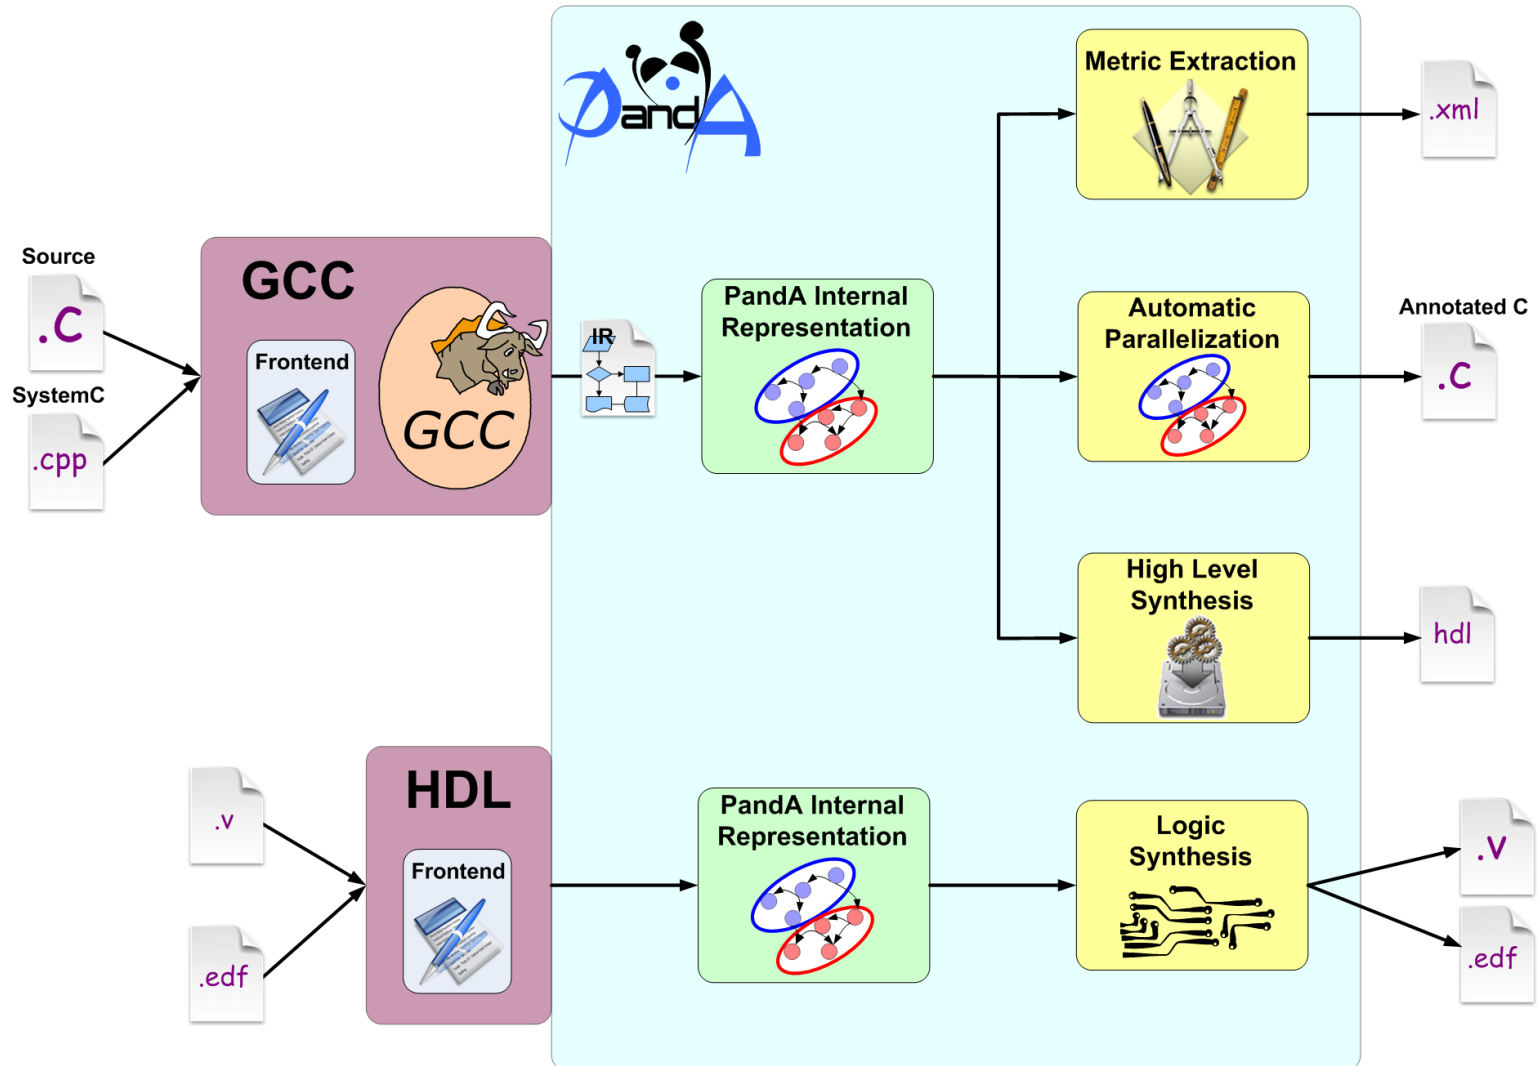 PandA
Metric Extraction
.xml
Source
.C
GCC
Frontend
GCC
SystemC
.cpp
IR
PandA Internal
Representation
Automatic
Parallelization
Annotated C
.C
High Level
Synthesis
hdl
HDL
Frontend
.v
.edf
PandA Internal
Representation
Logic
Synthesis
.v
.edf